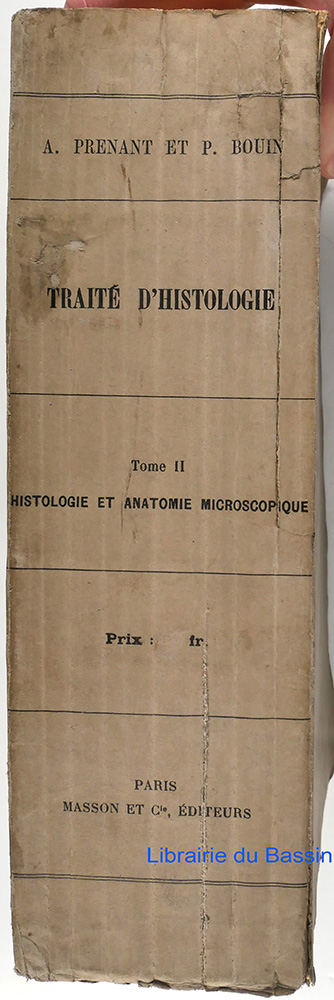 A. PRENANT ET P. BOUIN
TRAITÉ D'HISTOLOGIE
Tome II
HISTOLOGIE ET ANATOMIE MICROSCOPIQUE
Prix : fr.
PARIS
MASSON ET Cie, ÉDITEURS
Librairie du Bassin